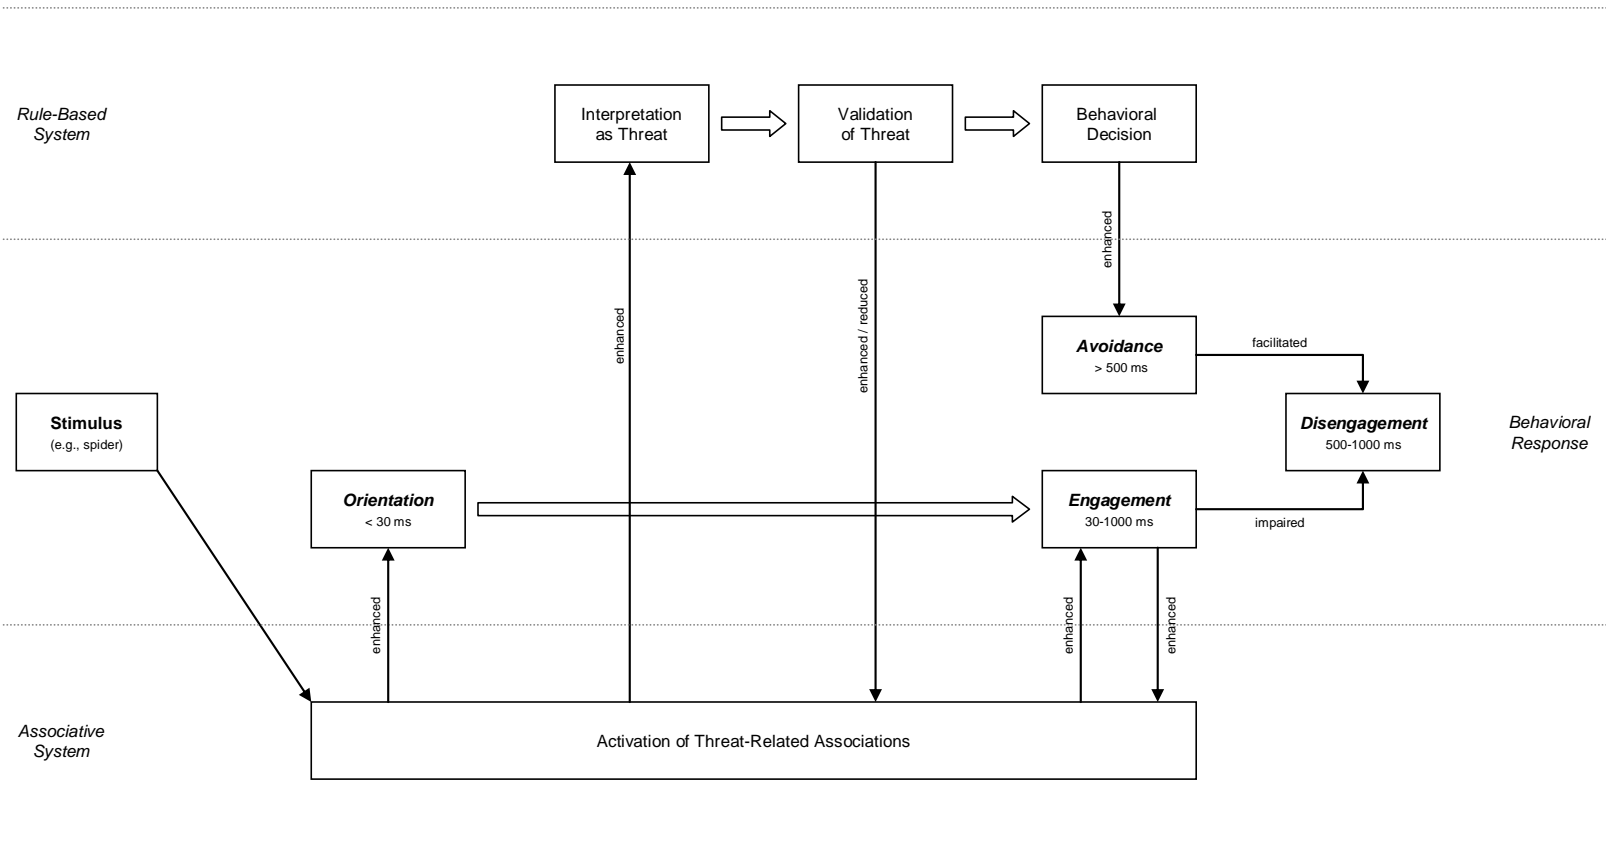 Rule-Based
System
Interpretation
as Threat
Validation
of Threat
Behavioral
Decision
enhanced
enhanced
enhanced / reduced
Avoidance
> 500 ms
facilitated
Stimulus
(e.g., spider)
Disengagement
500-1000 ms
Behavioral
Response
Orientation
< 30 ms
Engagement
30-1000 ms
impaired
enhanced
enhanced
enhanced
Associative
System
Activation of Threat-Related Associations